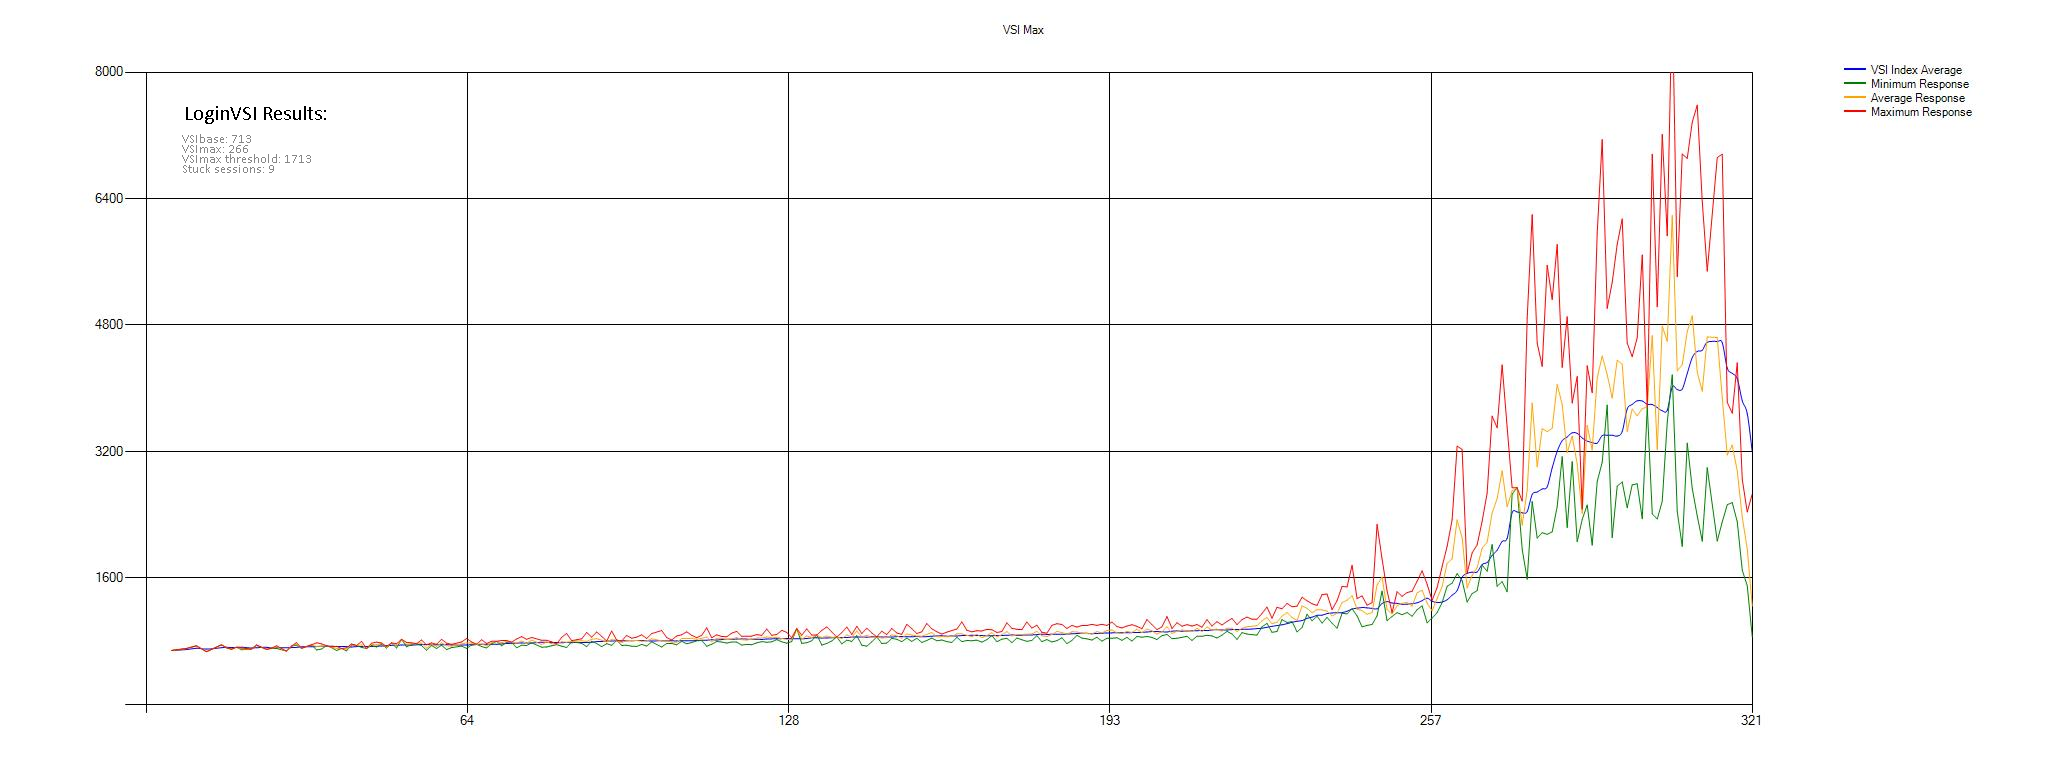 VSI Max
8000
6400
4800
3200
1600
LoginVSI Results:
VSIbase: 713
VSImax: 266
VSImax threshold: 1713
Stuck sessions: 9
VSI Index Average
Minimum Response
Average Response
Maximum Response
64
128
193
257
321